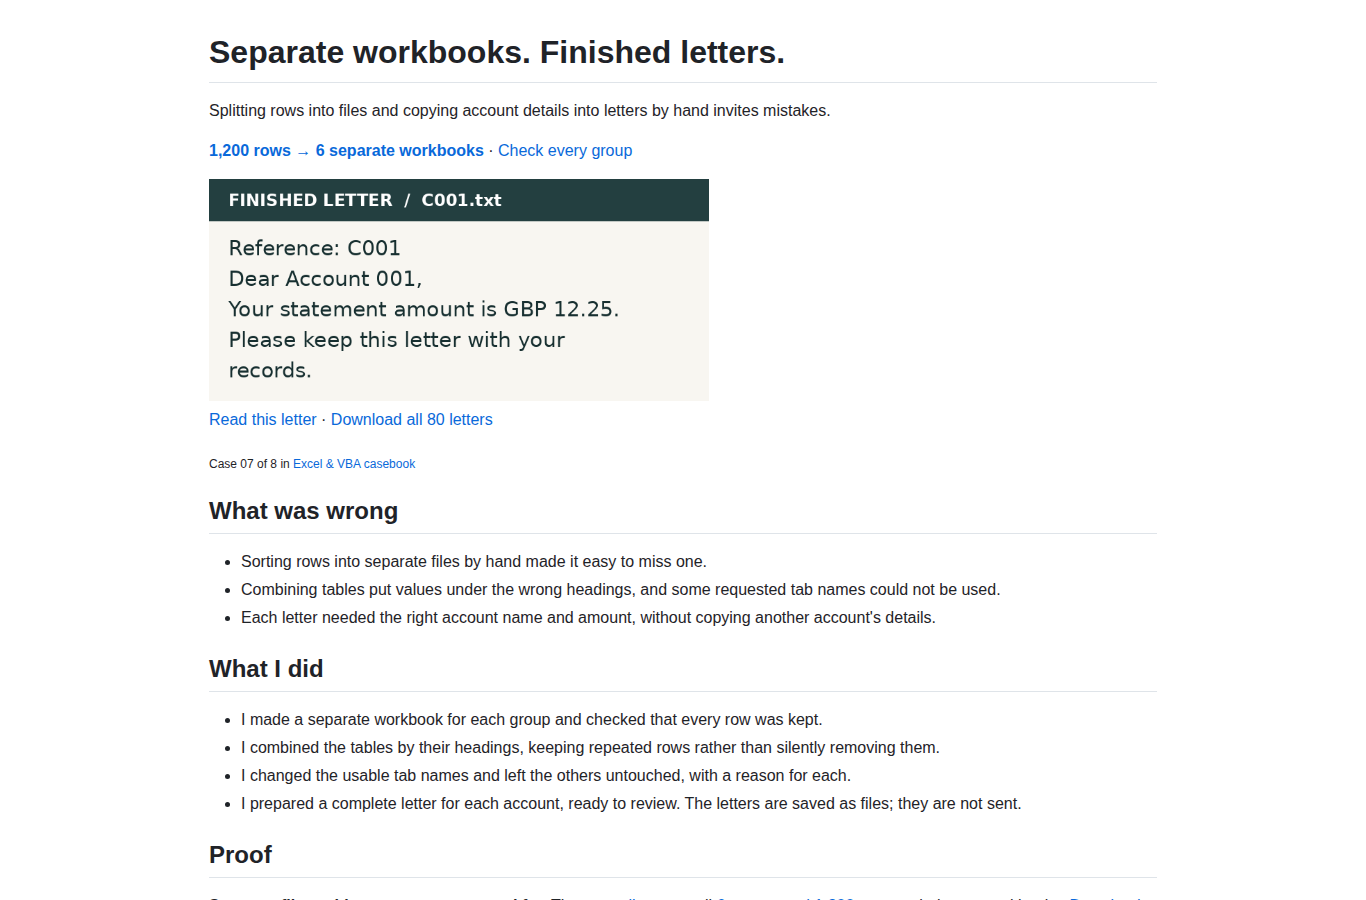 Separate workbooks. Finished letters.
Splitting rows into files and copying account details into letters by hand invites mistakes.
1,200 rows → 6 separate workbooks · Check every group
FINISHED LETTER / C001.txt
Reference: C001
Dear Account 001,
Your statement amount is GBP 12.25.
Please keep this letter with your
records.
Read this letter · Download all 80 letters
Case 07 of 8 in Excel & VBA casebook
What was wrong
• Sorting rows into separate files by hand made it easy to miss one.
• Combining tables put values under the wrong headings, and some requested tab names could not be used.
• Each letter needed the right account name and amount, without copying another account's details.
What I did
• I made a separate workbook for each group and checked that every row was kept.
• I combined the tables by their headings, keeping repeated rows rather than silently removing them.
• I changed the usable tab names and left the others untouched, with a reason for each.
• I prepared a complete letter for each account, ready to review. The letters are saved as files; they are not sent.
Proof